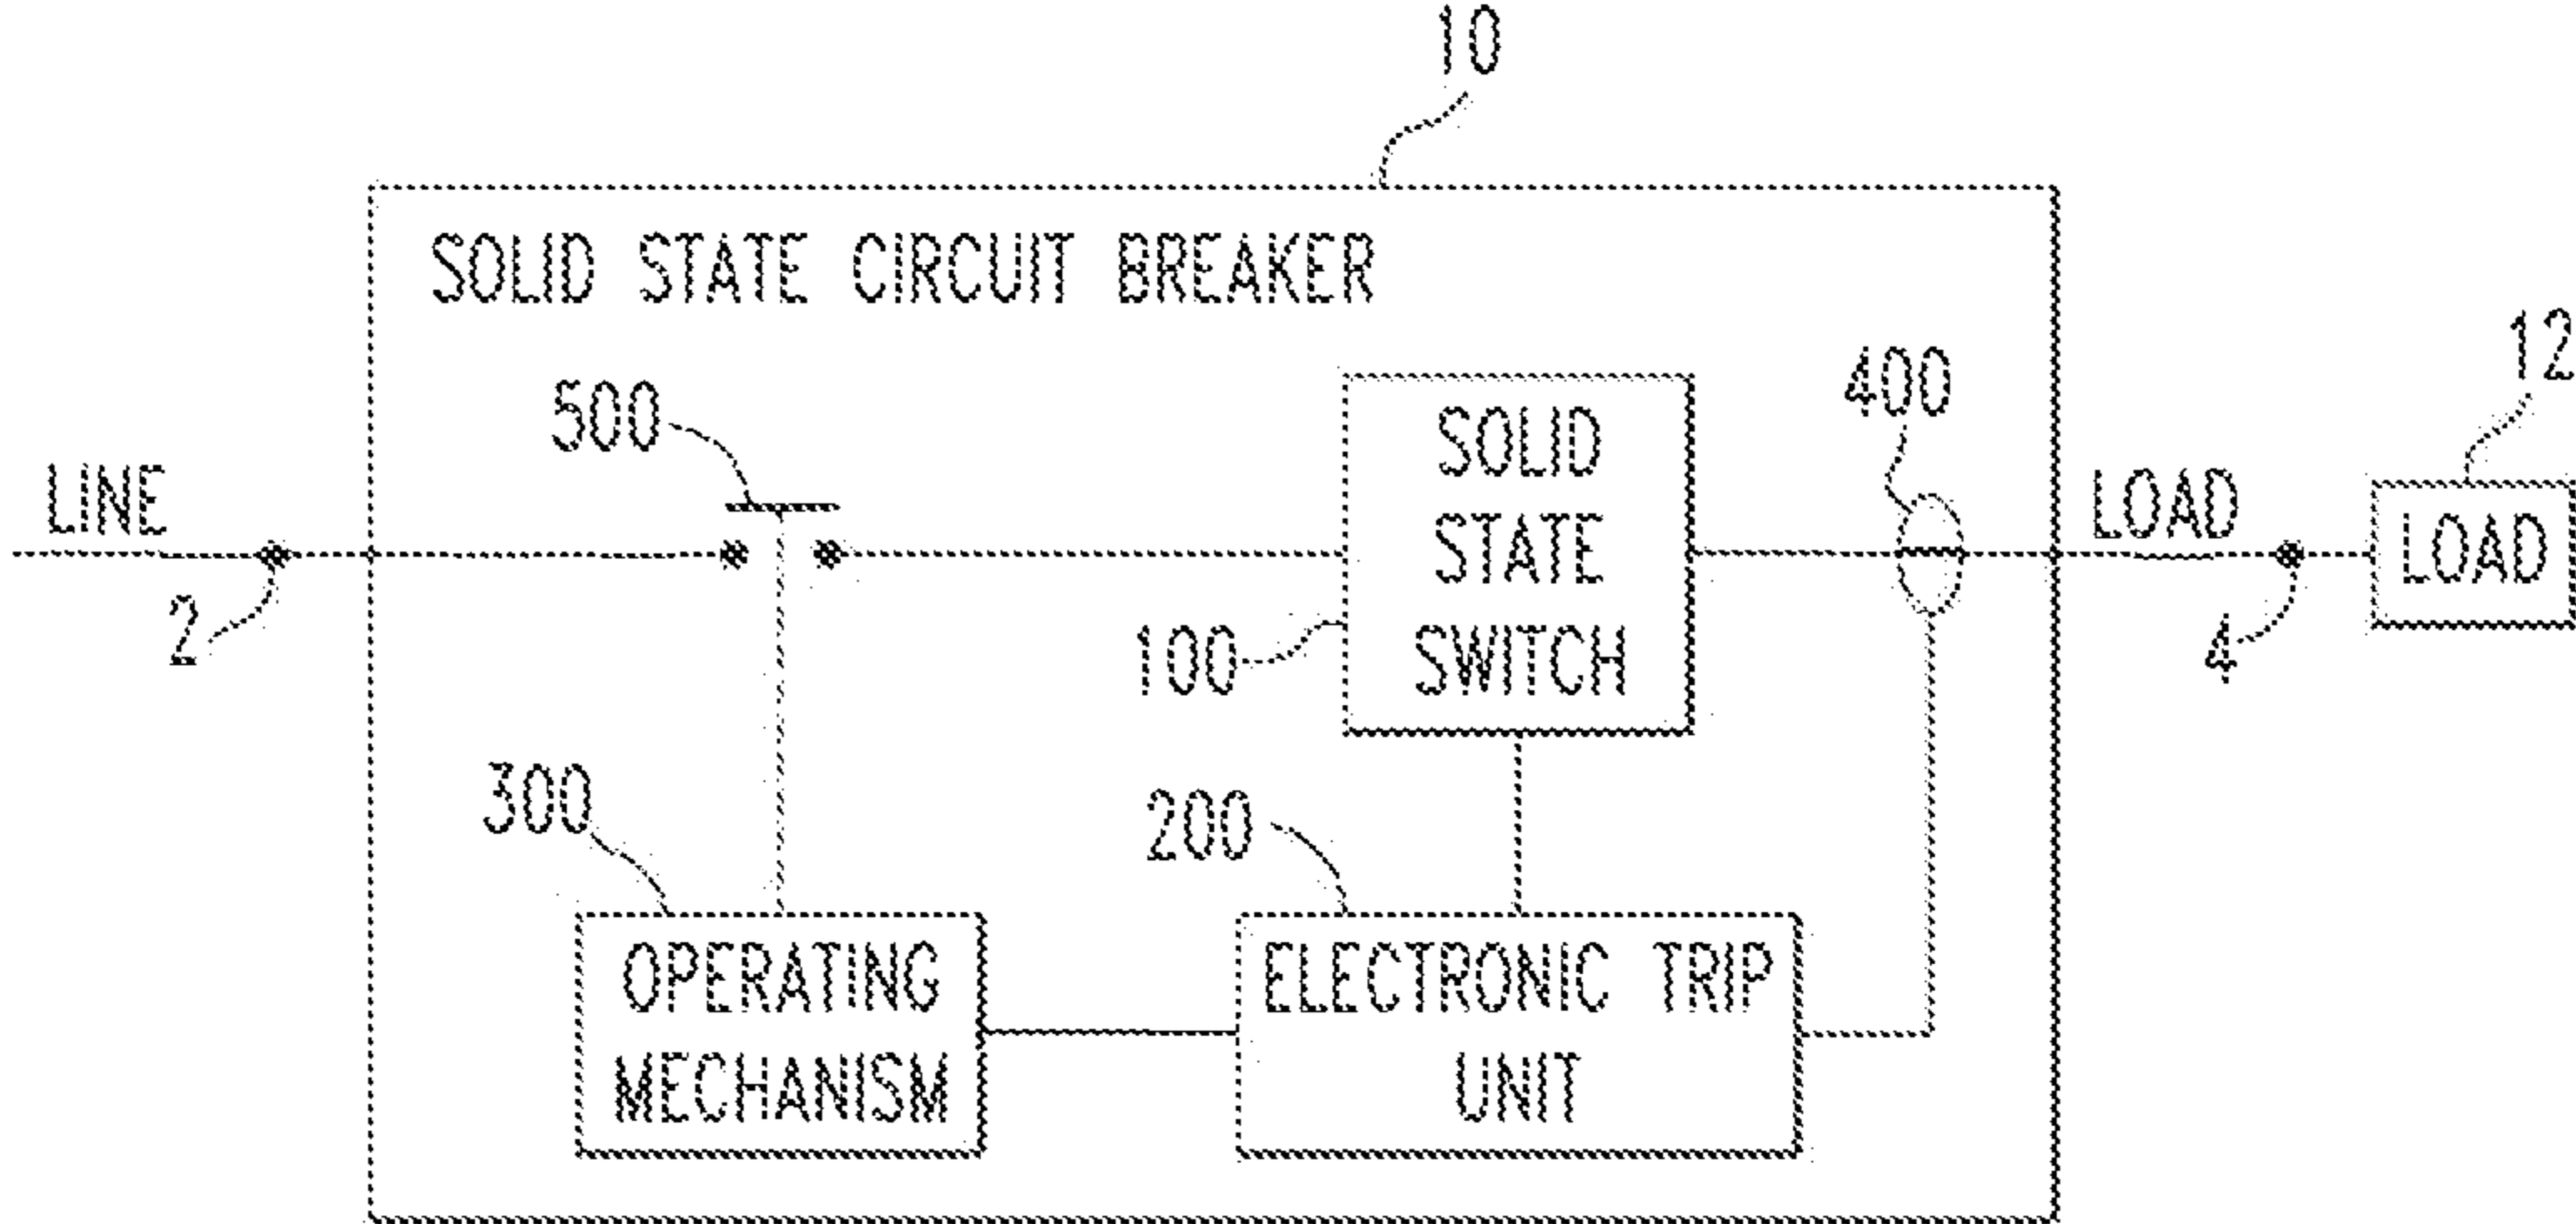 10
SOLID STATE CIRCUIT BREAKER
12
500
400
SOLID
STATE
SWITCH
LINE
LOAD
LOAD
2
100
4
300
200
OPERATING
MECHANISM
ELECTRONIC TRIP
UNIT